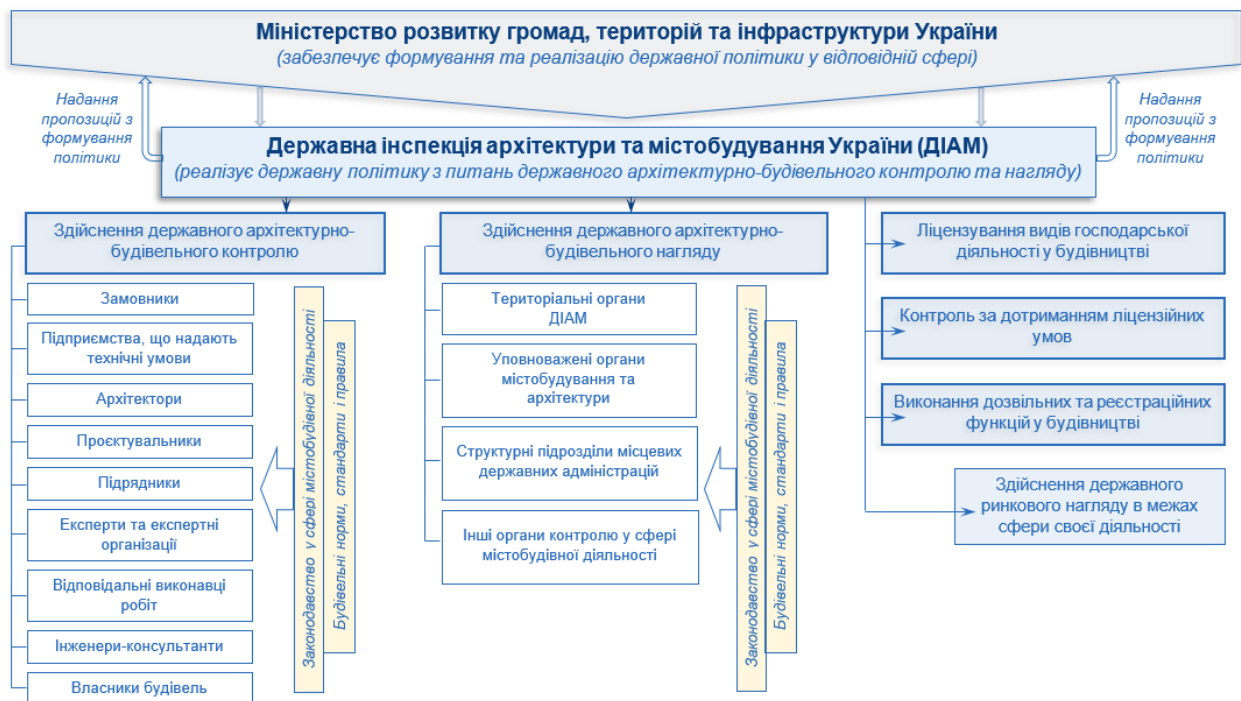 Міністерство розвитку громад, територій та інфраструктури України
(забезпечує формування та реалізацію державної політики у відповідній сфері)
Надання
пропозицій з
формування
політики
Надання
пропозицій з
формування
політики
Державна інспекція архітектури та містобудування України (ДІАМ)
(реалізує державну політику з питань державного архітектурно-будівельного контролю та нагляду)
Здійснення державного архітектурно-
будівельного контролю
Замовники
Підприємства, що надають
технічні умови
Архітектори
Проєктувальники
Підрядники
Експерти та експертні
організації
Відповідальні виконавці
робіт
Інженери-консультанти
Власники будівель
Законодавство у сфері містобудівної діяльності
Будівельні норми, стандарти і правила
Здійснення державного архітектурно-
будівельного нагляду
Територіальні органи
ДІАМ
Уповноважені органи
містобудування та
архітектури
Структурні підрозділи місцевих
державних адміністрацій
Інші органи контролю у сфері
містобудівної діяльності
Законодавство у сфері містобудівної діяльності
Будівельні норми, стандарти і правила
Ліцензування видів господарської
діяльності у будівництві
Контроль за дотриманням ліцензійних
умов
Виконання дозвільних та реєстраційних
функцій у будівництві
Здійснення державного
ринкового нагляду в межах
сфери своєї діяльності